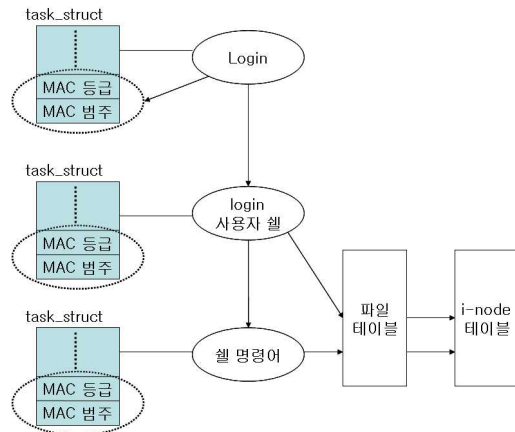 task_struct
Login
MAC 등급
MAC 범주
task_struct
login
사용자 쉘
MAC 등급
MAC 범주
파일
테이블
i-node
테이블
task_struct
쉘 명령어
MAC 등급
MAC 범주